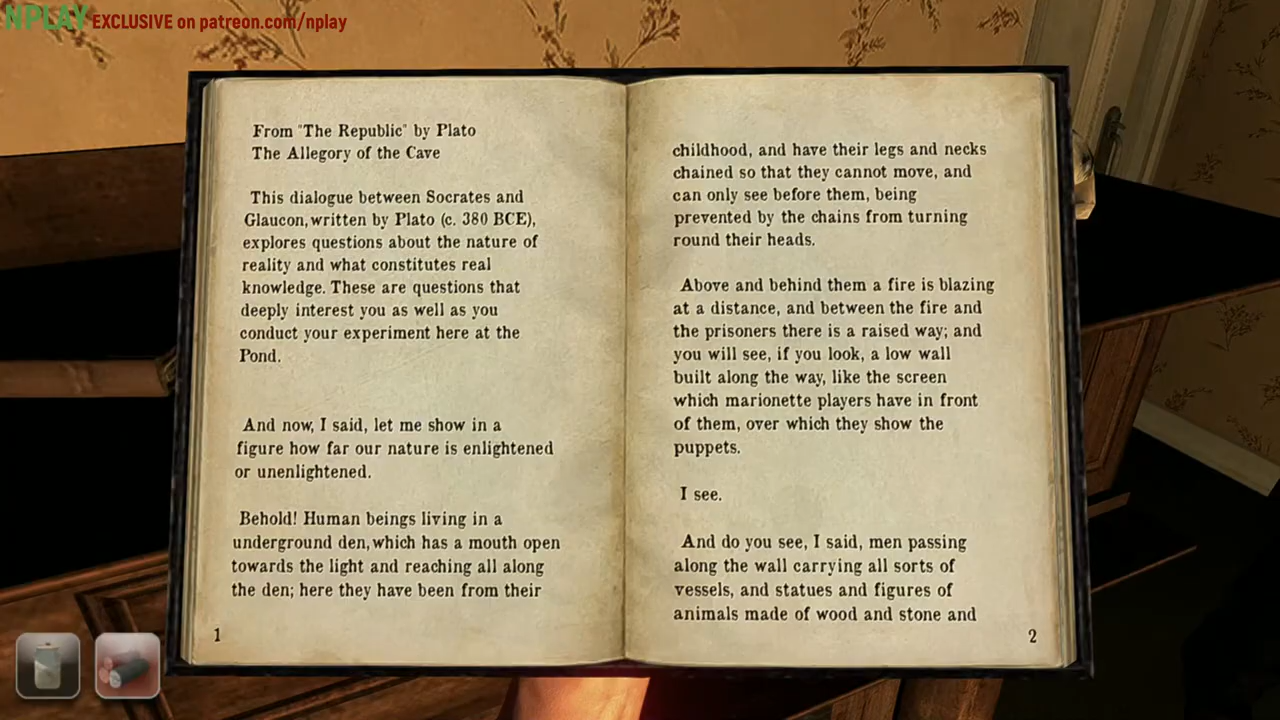 NPLAY EXCLUSIVE on patreon.com/nplay
From "The Republic" by Plato
The Allegory of the Cave
This dialogue between Socrates and
Glaucon, written by Plato (c. 380 BCE),
explores questions about the nature of
reality and what constitutes real
knowledge. These are questions that
deeply interest you as well as you
conduct your experiment here at the
Pond.
And now, I said, let me show in a
figure how far our nature is enlightened
or unenlightened.
Behold! Human beings living in a
underground den, which has a mouth open
towards the light and reaching all along
the den; here they have been from their
1
childhood, and have their legs and necks
chained so that they cannot move, and
can only see before them, being
prevented by the chains from turning
round their heads.
Above and behind them a fire is blazing
at a distance, and between the fire and
the prisoners there is a raised way; and
you will see, if you look, a low wall
built along the way, like the screen
which marionette players have in front
of them, over which they show the
puppets.
I see.
And do you see, I said, men passing
along the wall carrying all sorts of
vessels, and statues and figures of
animals made of wood and stone and
2